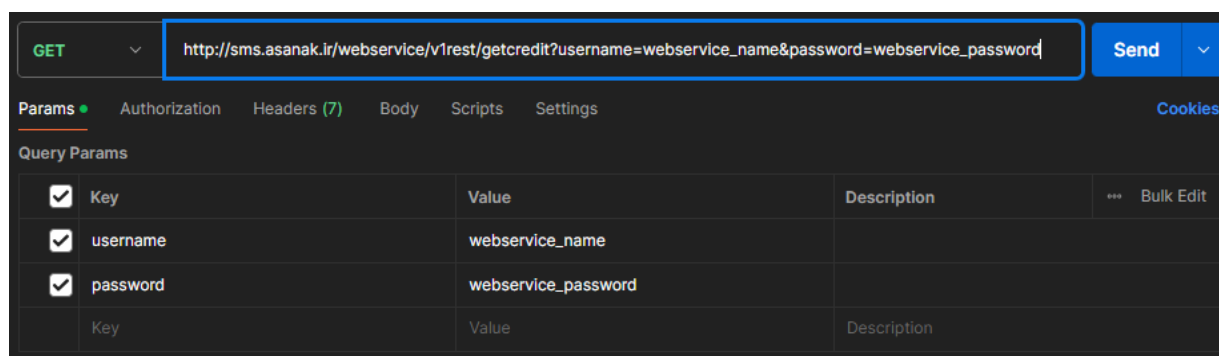 GET http://sms.asanak.ir/webservice/v1rest/getcredit?username=webservice_name&password=webservice_password Send
Params Authorization Headers (7) Body Scripts Settings Cookies
Query Params
Key Value Description Bulk Edit
username webservice_name
password webservice_password
Key Value Description